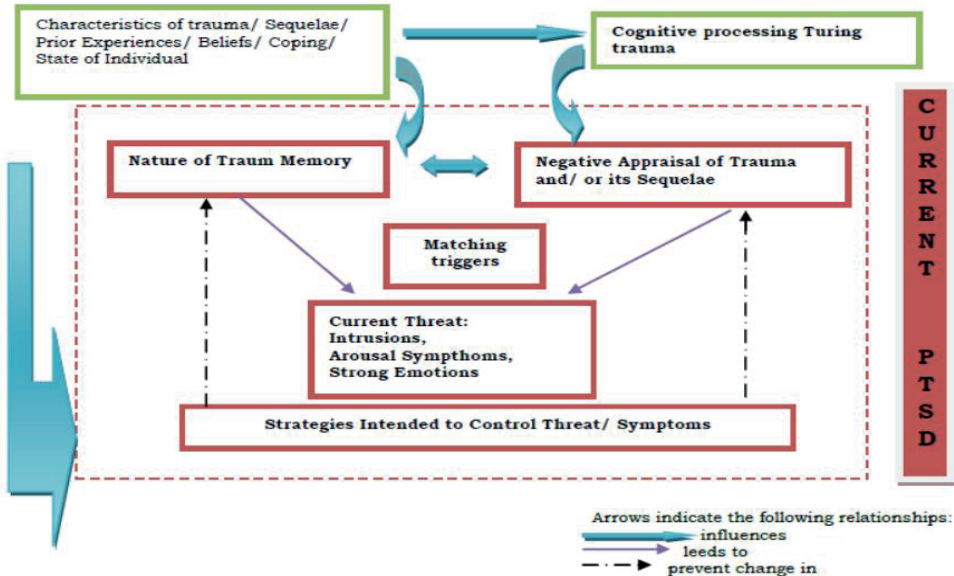 Characteristics of trauma/ Sequelae/
Prior Experiences/ Beliefs/ Coping/
State of Individual
Cognitive processing Turing
trauma
Nature of Traum Memory
Negative Appraisal of Trauma
and/ or its Sequelae
Matching
triggers
Current Threat:
Intrusions,
Arousal Sympthoms,
Strong Emotions
Strategies Intended to Control Threat/ Symptoms
CURRENT PTSD
Arrows indicate the following relationships:
influences
leeds to
prevent change in